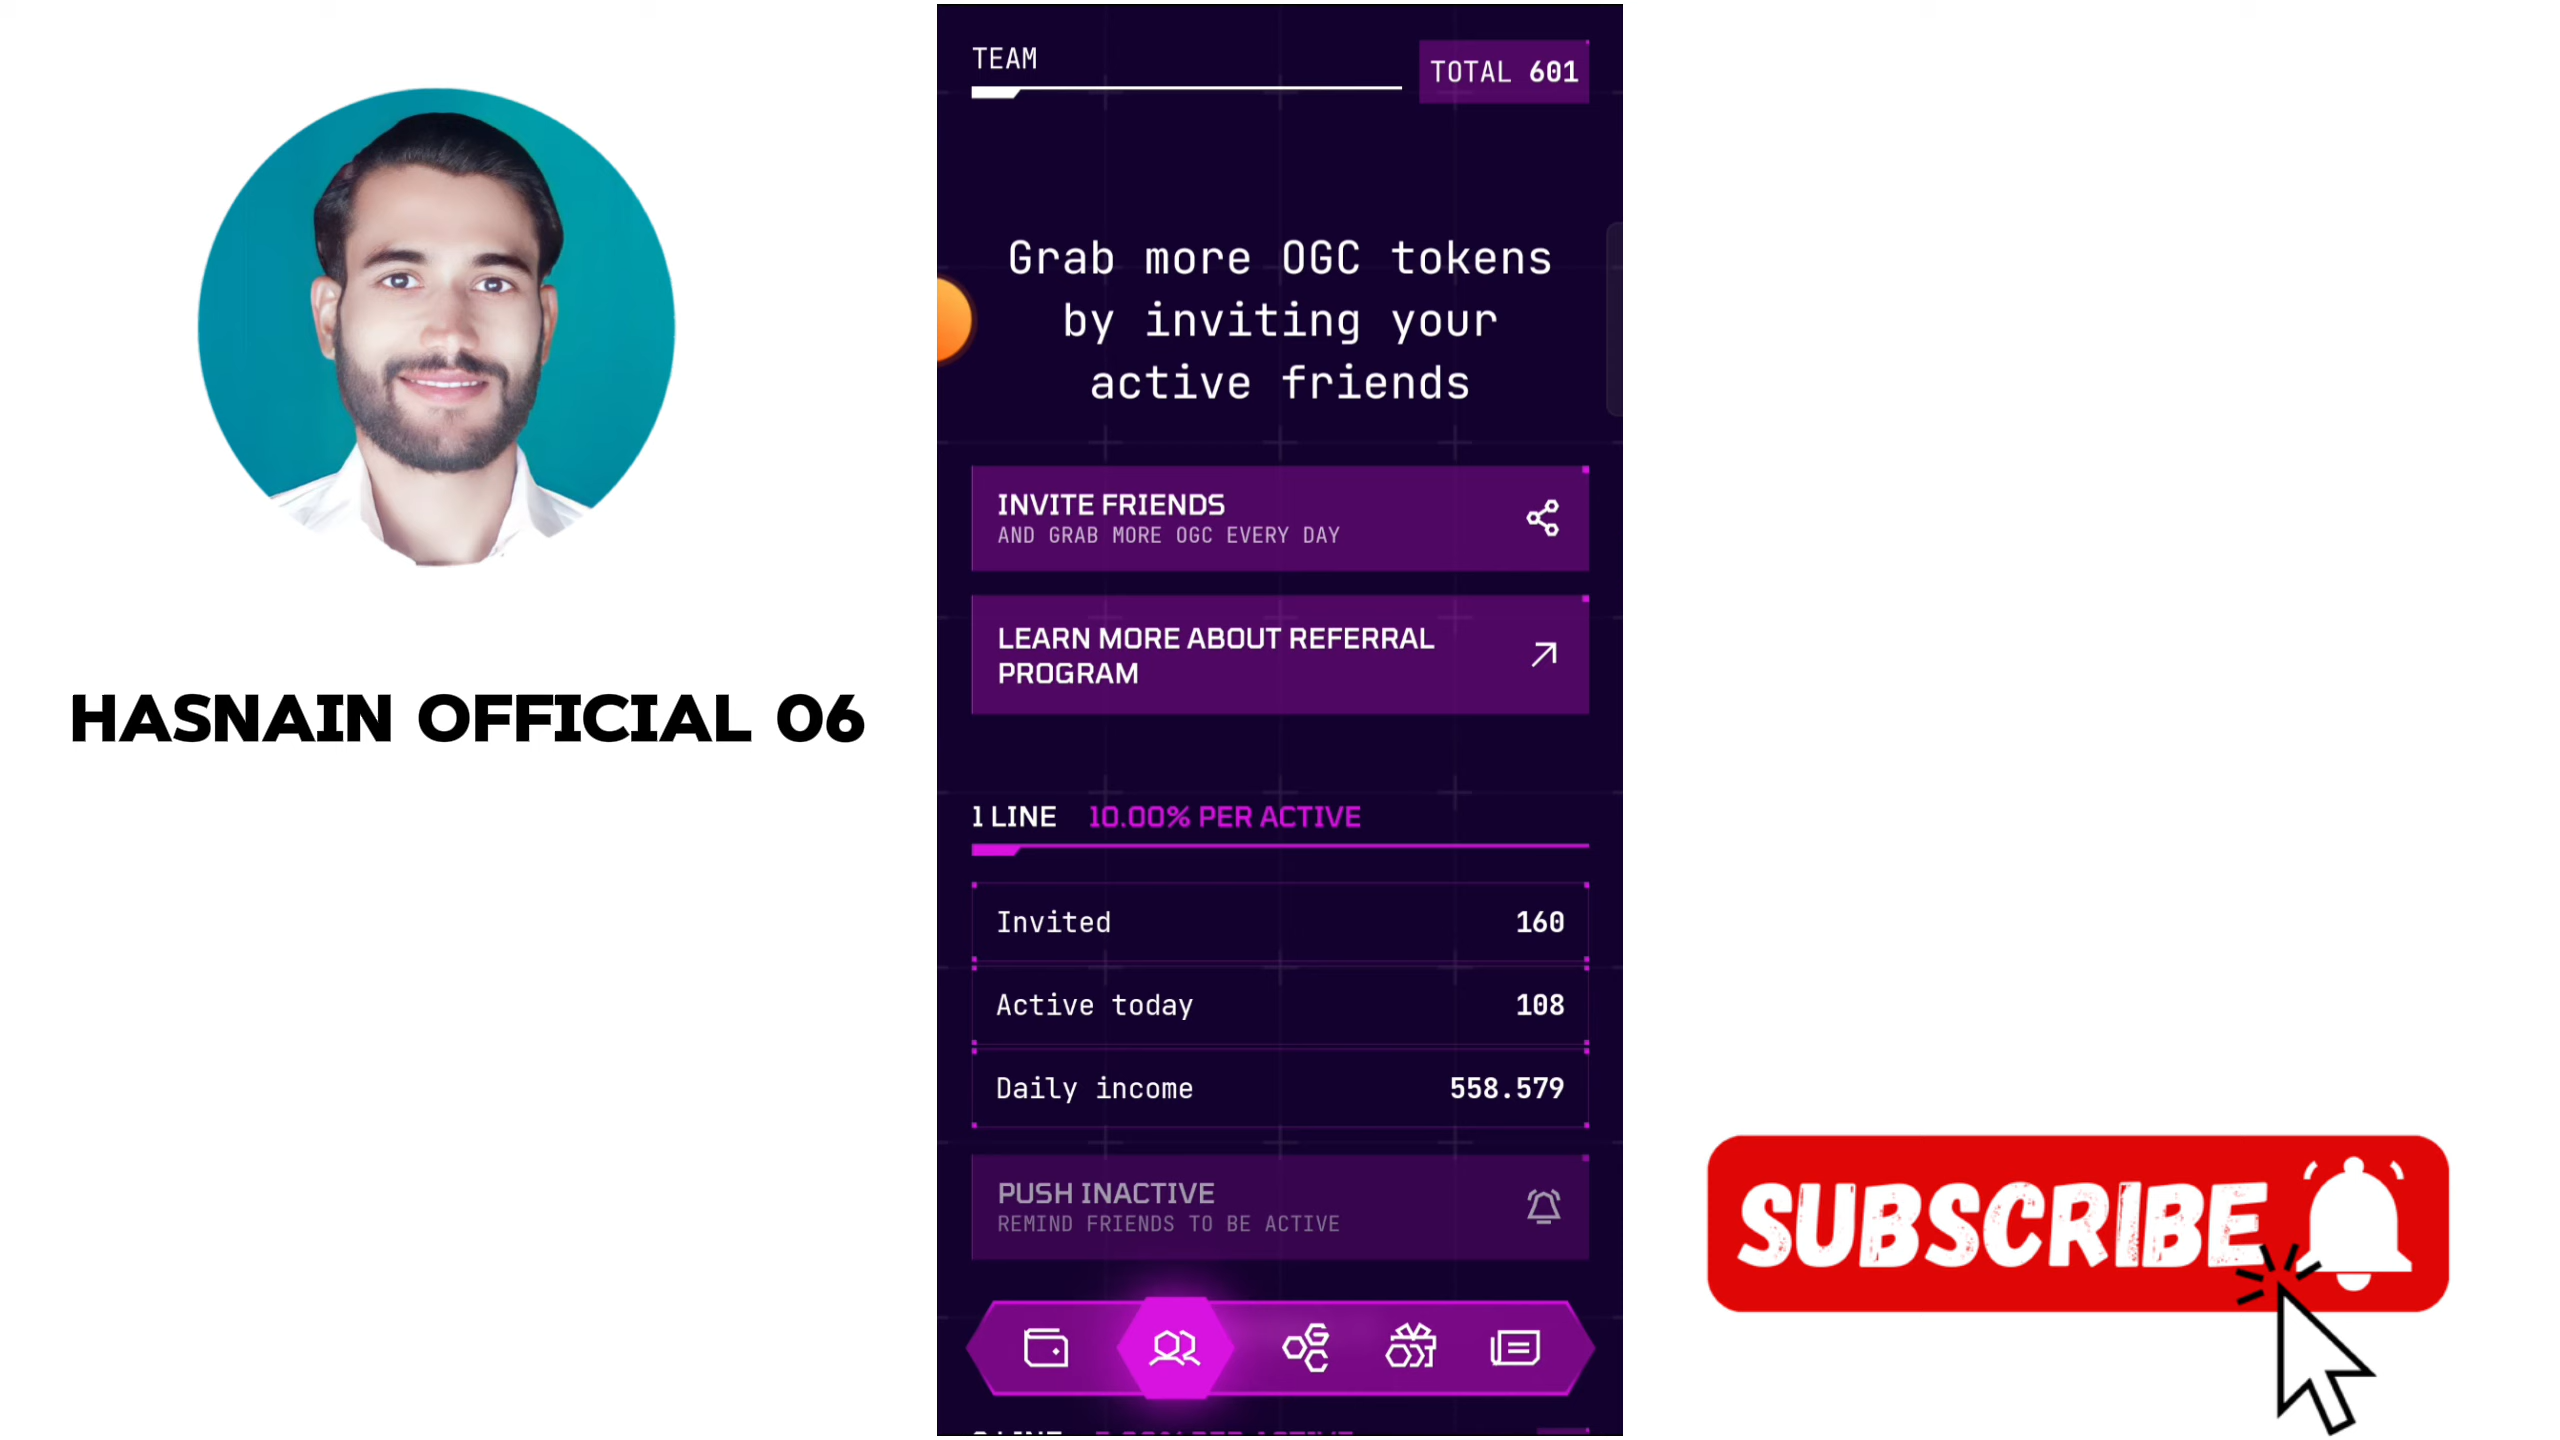 TEAM
TOTAL 601
Grab more OGC tokens
by inviting your
active friends
INVITE FRIENDS
AND GRAB MORE OGC EVERY DAY
LEARN MORE ABOUT REFERRAL
PROGRAM
HASNAIN OFFICIAL 06
1 LINE 10.00% PER ACTIVE
Invited 160
Active today 108
Daily income 558.579
PUSH INACTIVE
REMIND FRIENDS TO BE ACTIVE
SUBSCRIBE
OGC